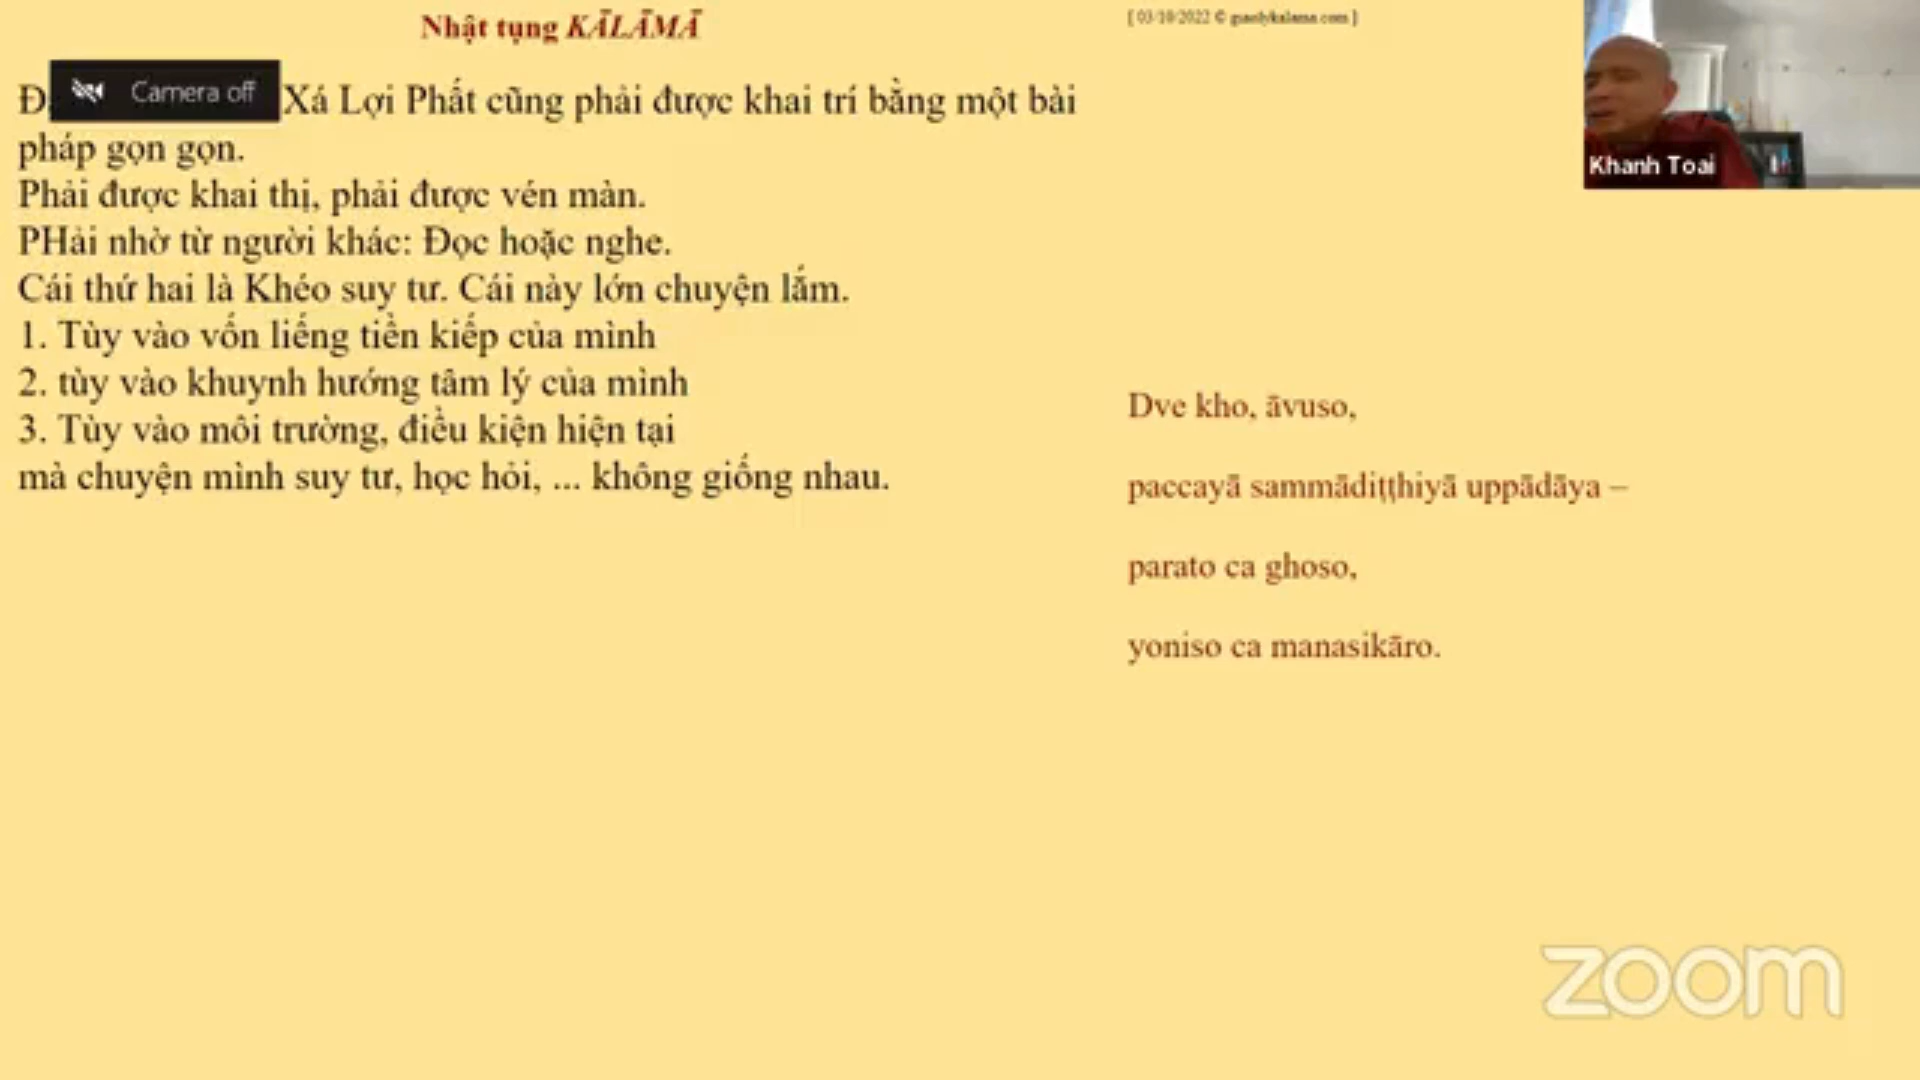 Nhật tụng KĀLĀMĀ
[ 03/10/2022 © giaolykalama.com ]
Đ
Camera off
Xá Lợi Phất cũng phải được khai trí bằng một bài
pháp gọn gọn.
Phải được khai thị, phải được vén màn.
PHải nhờ từ người khác: Đọc hoặc nghe.
Cái thứ hai là Khéo suy tư. Cái này lớn chuyện lắm.
1. Tùy vào vốn liếng tiền kiếp của mình
2. tùy vào khuynh hướng tâm lý của mình
3. Tùy vào môi trường, điều kiện hiện tại
mà chuyện mình suy tư, học hỏi, ... không giống nhau.
Dve kho, āvuso,
paccayā sammādiṭṭhiyā uppādāya –
parato ca ghoso,
yoniso ca manasikāro.
Khanh Toai
zoom